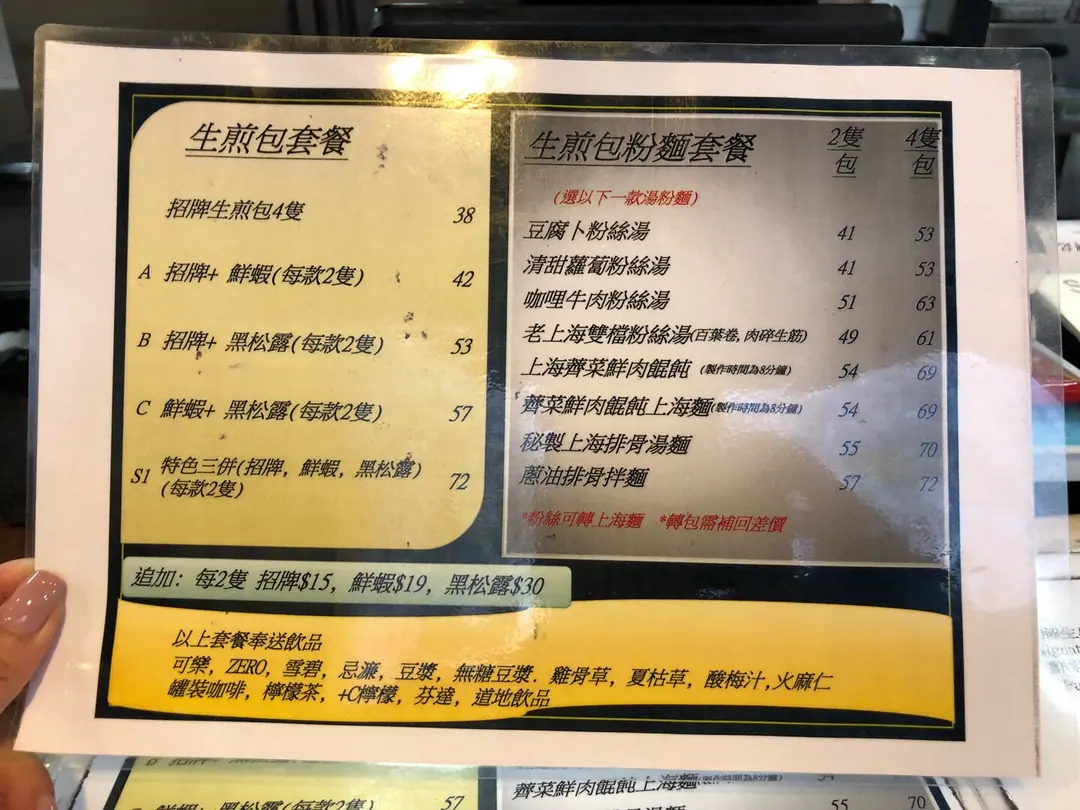 生煎包套餐
招牌生煎包4隻 38
A 招牌+ 鮮蝦(每款2隻) 42
B 招牌+ 黑松露(每款2隻) 53
C 鮮蝦+ 黑松露(每款2隻) 57
S1 特色三併(招牌, 鮮蝦, 黑松露) 72
(每款2隻)
生煎包粉麵套餐 2隻包 4隻包
(選以下一款湯粉麵)
豆腐卜粉絲湯 41 53
清甜蘿蔔粉絲湯 41 53
咖哩牛肉粉絲湯 51 63
老上海雙檔粉絲湯(百葉卷, 肉碎生筋) 49 61
上海薺菜鮮肉餛飩 (製作時間為8分鐘) 54 69
薺菜鮮肉餛飩上海麵(製作時間為8分鐘) 54 69
秘製上海排骨湯麵 55 70
蔥油排骨拌麵 57 72
*粉絲可轉上海麵 *轉包需補回差價
追加: 每2隻 招牌$15, 鮮蝦$19, 黑松露$30
以上套餐奉送飲品
可樂, ZERO, 雪碧, 忌濂, 豆漿, 無糖豆漿. 雞骨草, 夏枯草, 酸梅汁,火麻仁
罐裝咖啡, 檸檬茶, +C檸檬, 芬達, 道地飲品
薺菜鮮肉餛飩上海麵
57
55 70